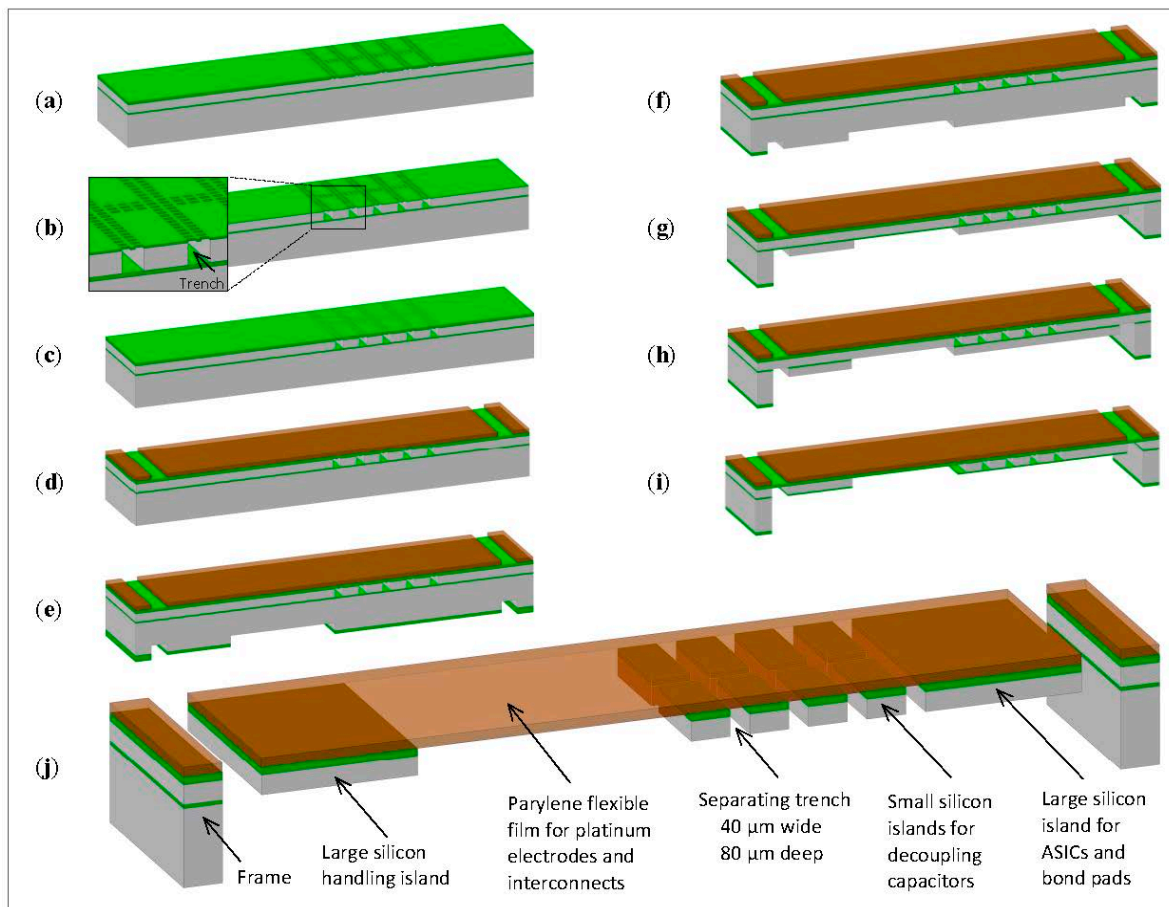 (a)
(b)
Trench
(c)
(d)
(e)
(f)
(g)
(h)
(i)
(j)
Frame
Large silicon
handling island
Parylene flexible
film for platinum
electrodes and
interconnects
Separating trench
40 µm wide
80 µm deep
Small silicon
islands for
decoupling
capacitors
Large silicon
island for
ASICs and
bond pads